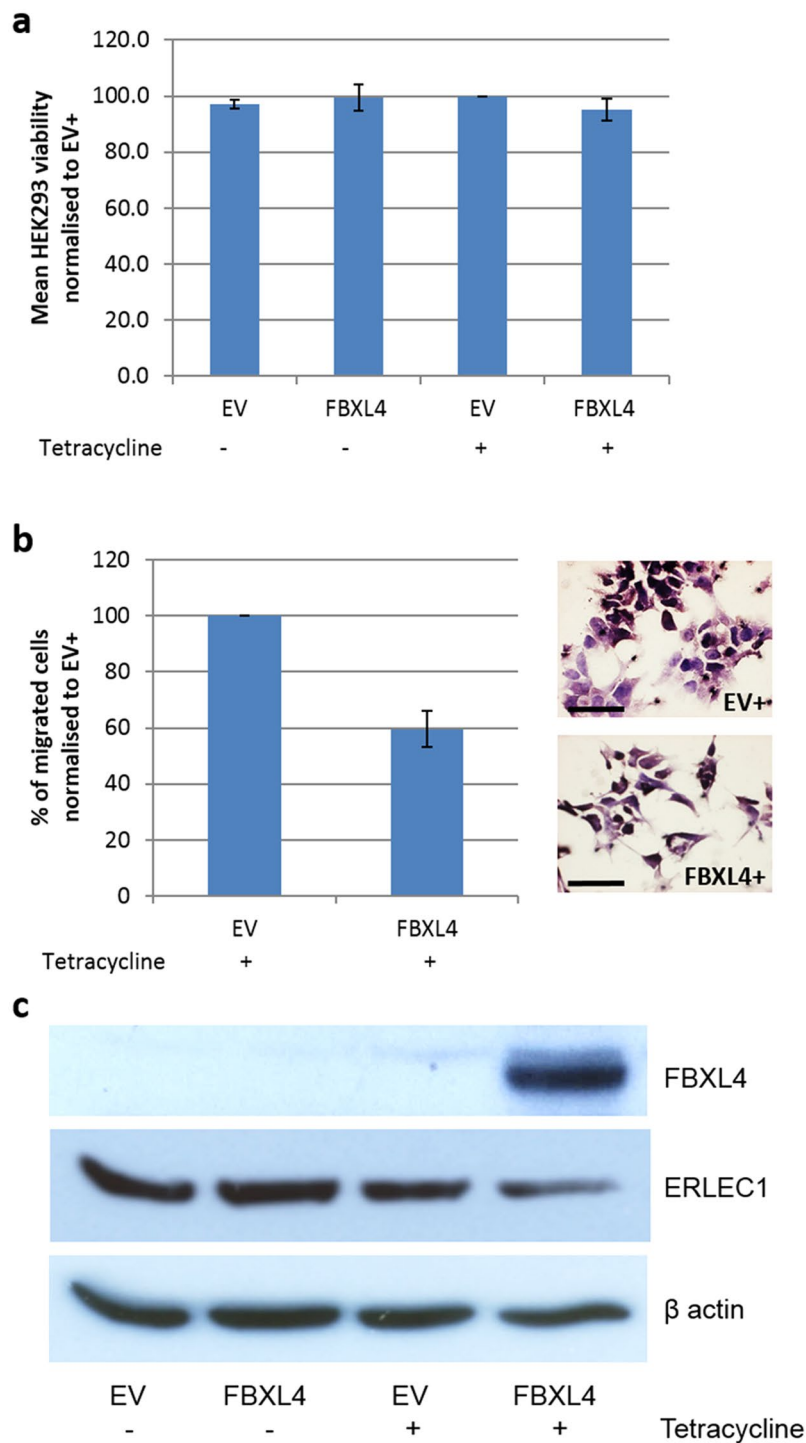 a
Mean HEK293 viability
normalised to EV+
120.0
100.0
80.0
60.0
40.0
20.0
0.0
EV FBXL4 EV FBXL4
Tetracycline - - + +
b
% of migrated cells
normalised to EV+
120
100
80
60
40
20
0
EV FBXL4
Tetracycline + +
EV+
FBXL4+
c
FBXL4
ERLEC1
β actin
EV FBXL4 EV FBXL4
- - + + Tetracycline